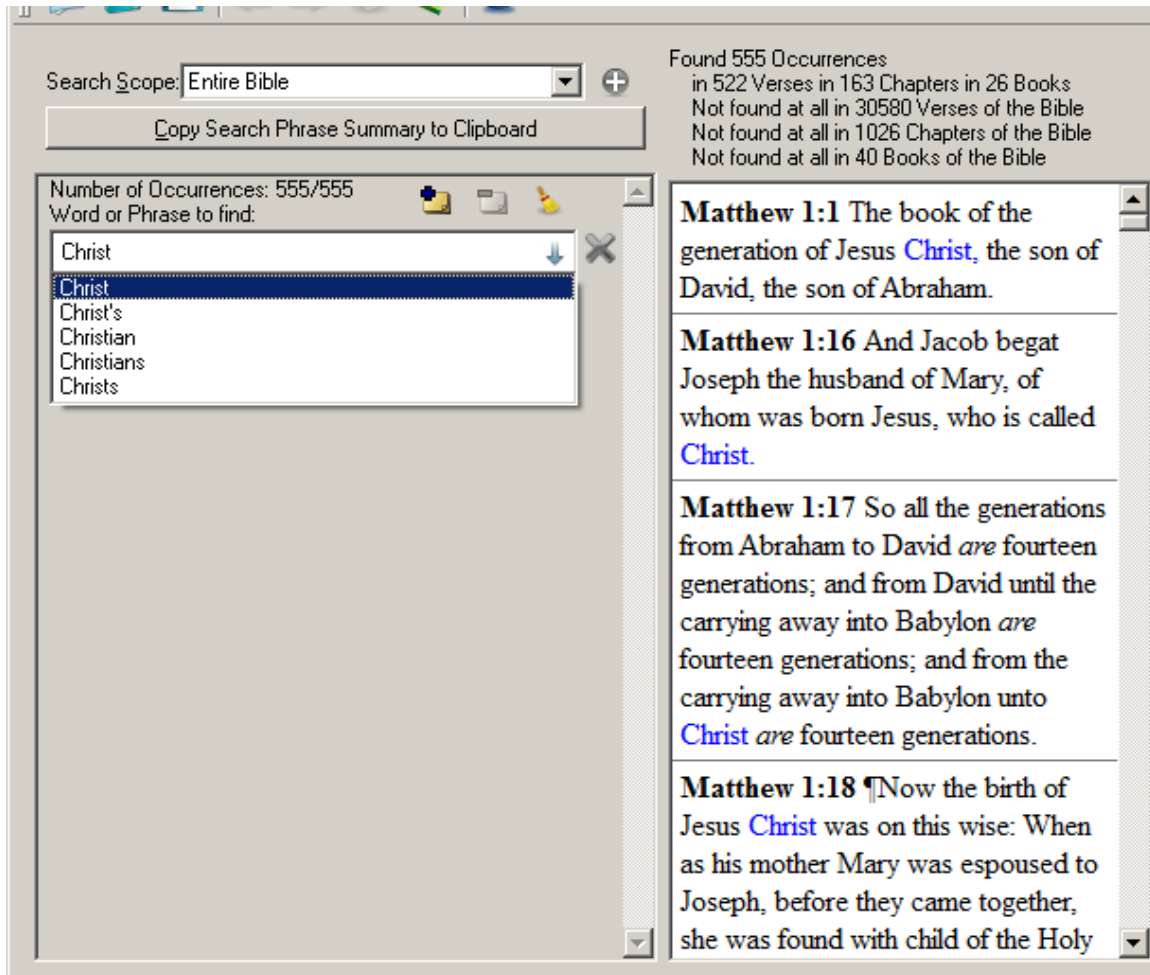 Search Scope: Entire Bible
Copy Search Phrase Summary to Clipboard
Number of Occurrences: 555/555
Word or Phrase to find:
Christ
Christ
Christ's
Christian
Christians
Christs
Found 555 Occurrences
in 522 Verses in 163 Chapters in 26 Books
Not found at all in 30580 Verses of the Bible
Not found at all in 1026 Chapters of the Bible
Not found at all in 40 Books of the Bible
Matthew 1:1 The book of the
generation of Jesus Christ, the son of
David, the son of Abraham.
Matthew 1:16 And Jacob begat
Joseph the husband of Mary, of
whom was born Jesus, who is called
Christ.
Matthew 1:17 So all the generations
from Abraham to David are fourteen
generations; and from David until the
carrying away into Babylon are
fourteen generations; and from the
carrying away into Babylon unto
Christ are fourteen generations.
Matthew 1:18 ¶Now the birth of
Jesus Christ was on this wise: When
as his mother Mary was espoused to
Joseph, before they came together,
she was found with child of the Holy